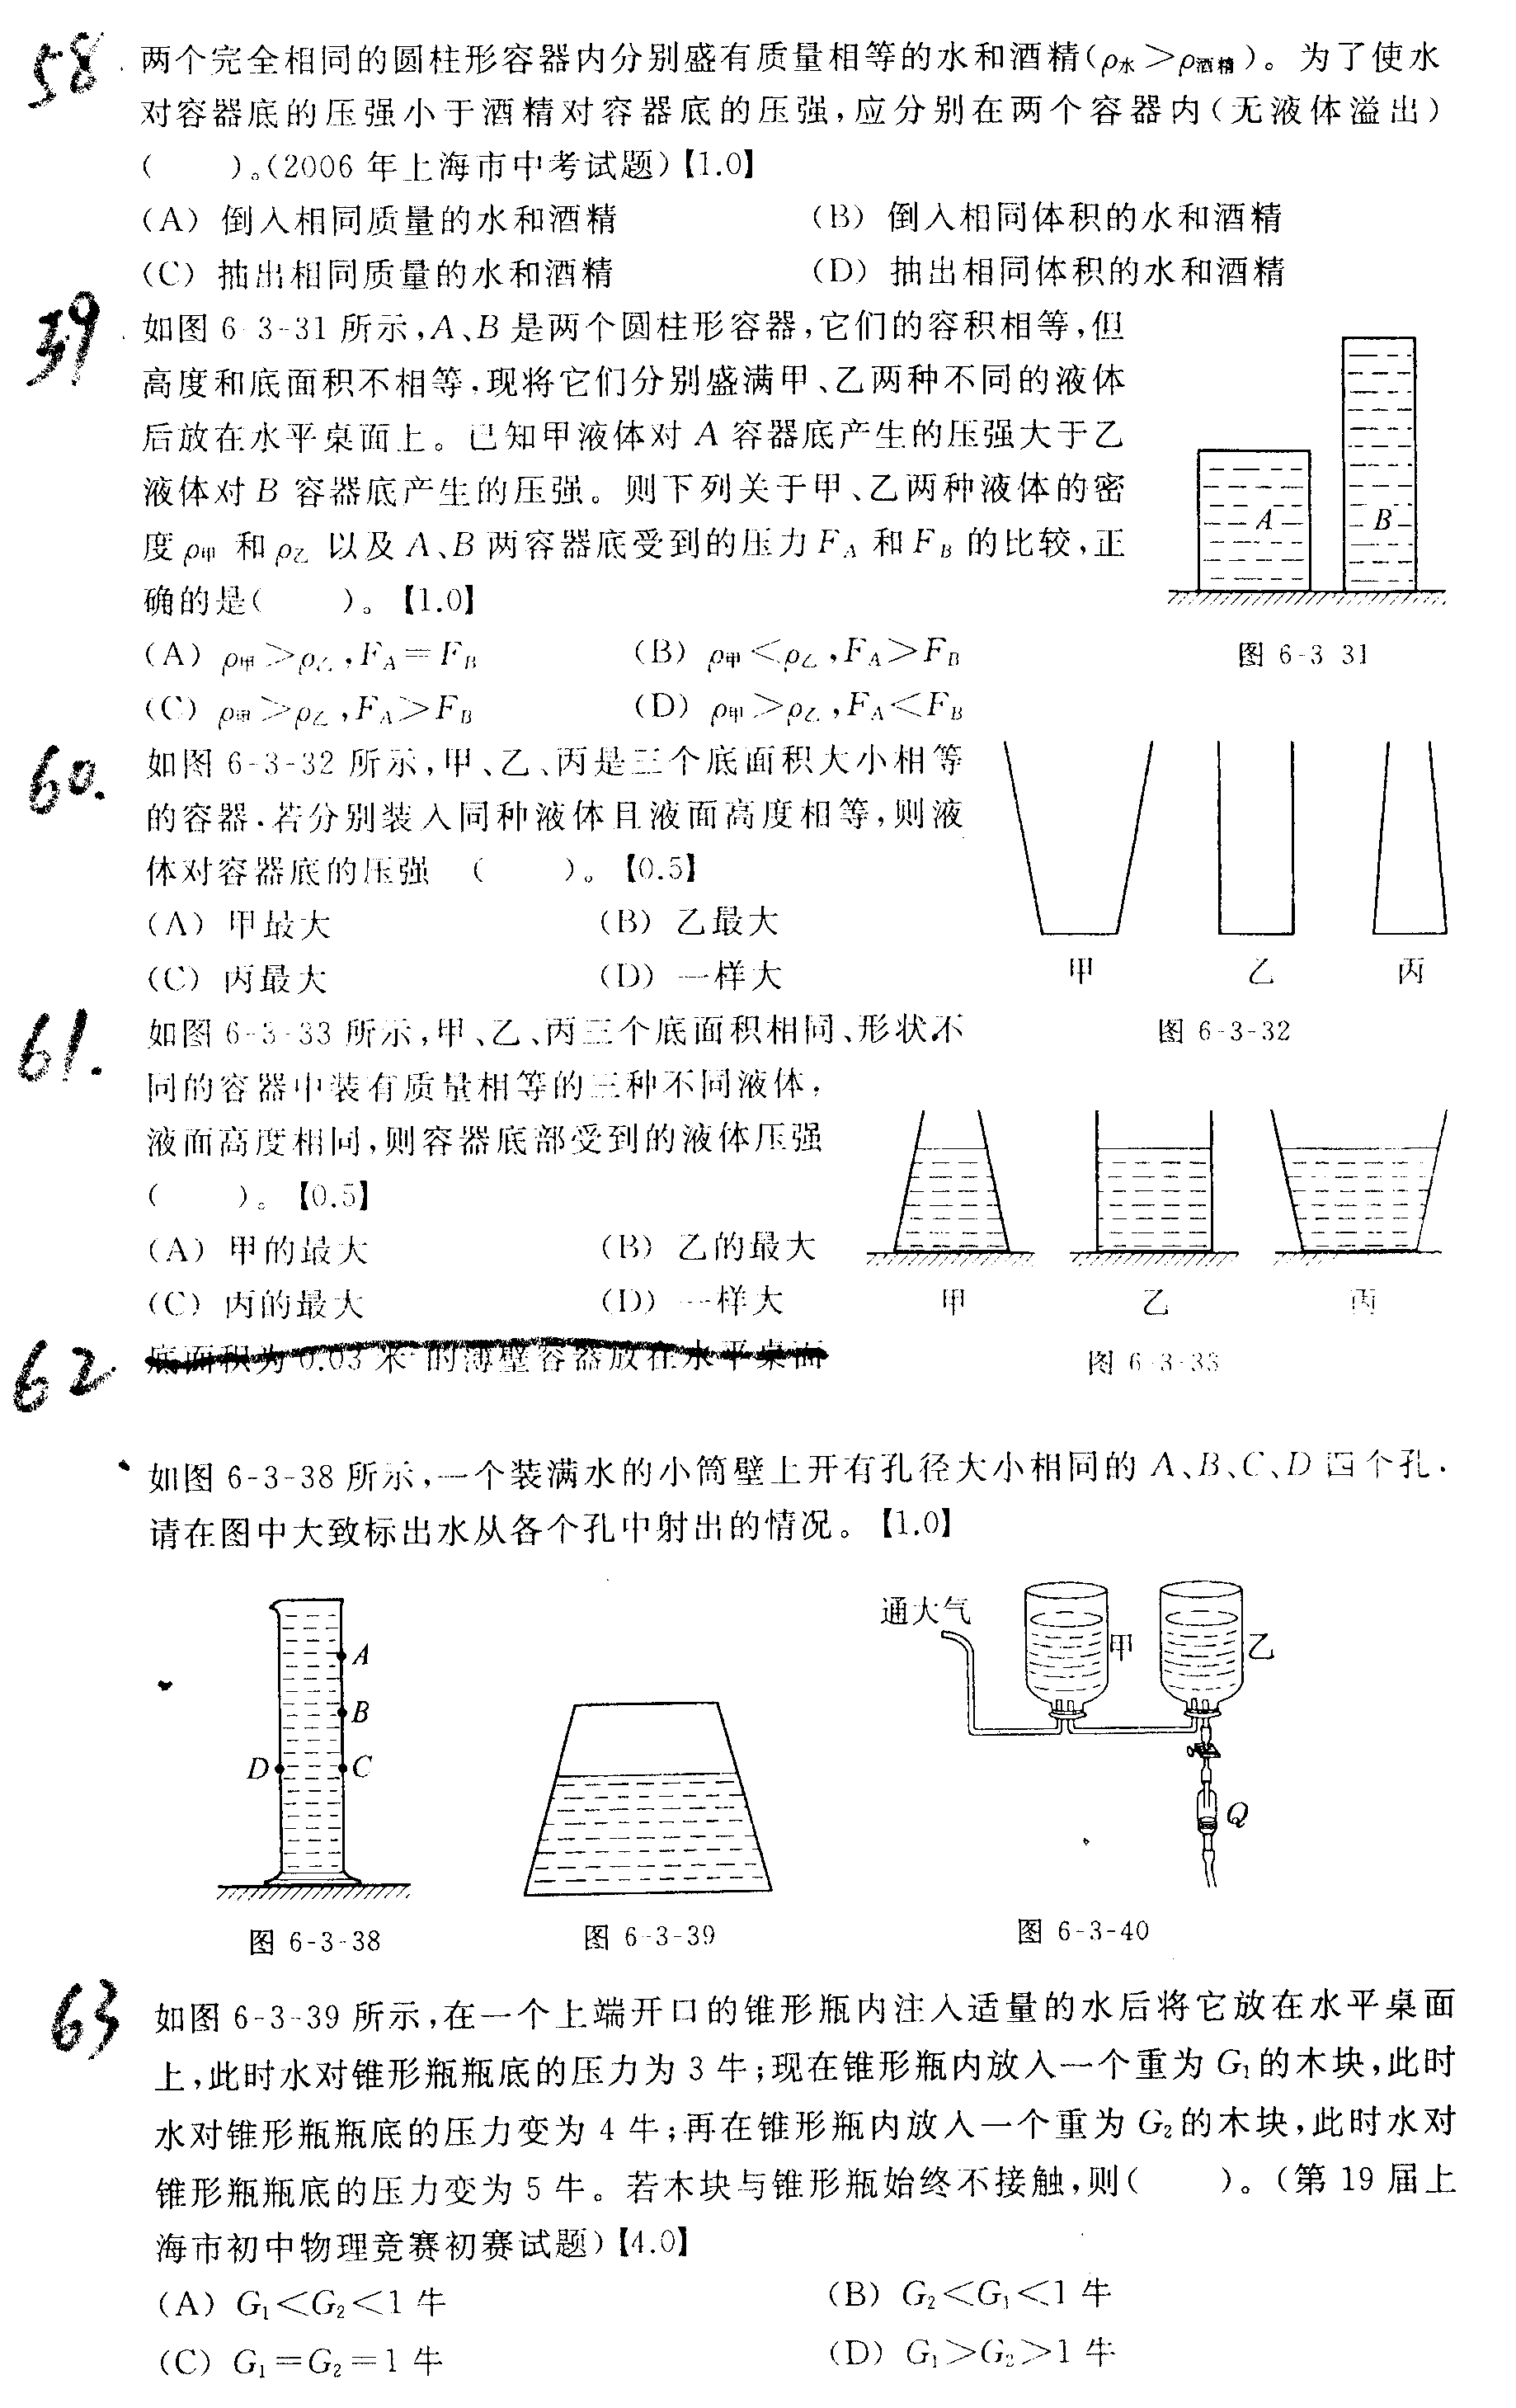 58. 两个完全相同的圆柱形容器内分别盛有质量相等的水和酒精(ρ水>ρ酒精)。为了使水
对容器底的压强小于酒精对容器底的压强,应分别在两个容器内(无液体溢出)
(  )。(2006年上海市中考试题)【1.0】
(A) 倒入相同质量的水和酒精 (B) 倒入相同体积的水和酒精
(C) 抽出相同质量的水和酒精 (D) 抽出相同体积的水和酒精
59. 如图 6-3-31 所示,A、B 是两个圆柱形容器,它们的容积相等,但
高度和底面积不相等,现将它们分别盛满甲、乙两种不同的液体
后放在水平桌面上。已知甲液体对 A 容器底产生的压强大于乙
液体对 B 容器底产生的压强。则下列关于甲、乙两种液体的密
度 ρ甲 和 ρ乙 以及 A、B 两容器底受到的压力 FA 和 FB 的比较,正
确的是(  )。【1.0】
(A) ρ甲>ρ乙,FA=FB (B) ρ甲<ρ乙,FA>FB
(C) ρ甲>ρ乙,FA>FB (D) ρ甲>ρ乙,FA<FB
A B
图 6-3-31
60. 如图 6-3-32 所示,甲、乙、丙是三个底面积大小相等
的容器.若分别装入同种液体且液面高度相等,则液
体对容器底的压强 (  )。【0.5】
(A) 甲最大 (B) 乙最大
(C) 丙最大 (D) 一样大
甲 乙 丙
图 6-3-32
61. 如图 6-3-33 所示,甲、乙、丙三个底面积相同、形状不
同的容器中装有质量相等的三种不同液体,
液面高度相同,则容器底部受到的液体压强
(  )。【0.5】
(A) 甲的最大 (B) 乙的最大
(C) 丙的最大 (D) 一样大
甲 乙 丙
图 6-3-33
62. 底面积为0.03米²的薄壁容器放在水平桌面
如图 6-3-38 所示,一个装满水的小筒壁上开有孔径大小相同的 A、B、C、D 四个孔.
请在图中大致标出水从各个孔中射出的情况。【1.0】
A
B
D C
图 6-3-38
图 6-3-39
通大气 甲 乙
Q
图 6-3-40
63 如图 6-3-39 所示,在一个上端开口的锥形瓶内注入适量的水后将它放在水平桌面
上,此时水对锥形瓶瓶底的压力为 3 牛;现在锥形瓶内放入一个重为 G₁的木块,此时
水对锥形瓶瓶底的压力变为 4 牛;再在锥形瓶内放入一个重为 G₂的木块,此时水对
锥形瓶瓶底的压力变为 5 牛。若木块与锥形瓶始终不接触,则(  )。(第 19 届上
海市初中物理竞赛初赛试题)【4.0】
(A) G₁<G₂<1 牛 (B) G₂<G₁<1 牛
(C) G₁=G₂=1 牛 (D) G₁>G₂>1 牛